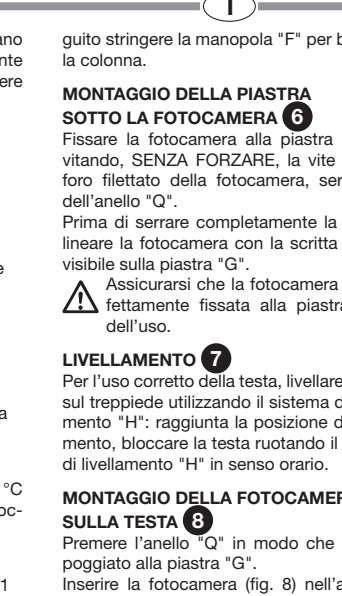 guito stringere la manopola "F" per
la colonna.
MONTAGGIO DELLA PIASTRA
SOTTO LA FOTOCAMERA 6
Fissare la fotocamera alla piastra
vitando, SENZA FORZARE, la vite
foro filettato della fotocamera,
dell'anello "Q".
Prima di serrare completamente la
lineare la fotocamera con la scritta
visibile sulla piastra "G".
Assicurarsi che la fotocamera
fettamente fissata alla
dell'uso.
LIVELLAMENTO 7
Per l'uso corretto della testa, livellare
sul treppiede utilizzando il sistema
mento "H": raggiunta la posizione
mento, bloccare la testa ruotando il
di livellamento "H" in senso orario.
MONTAGGIO DELLA
SULLA TESTA 8
Premere l'anello "Q" in modo che
poggiato alla piastra "G".
Inserire la fotocamera (fig. 8)
°C
1